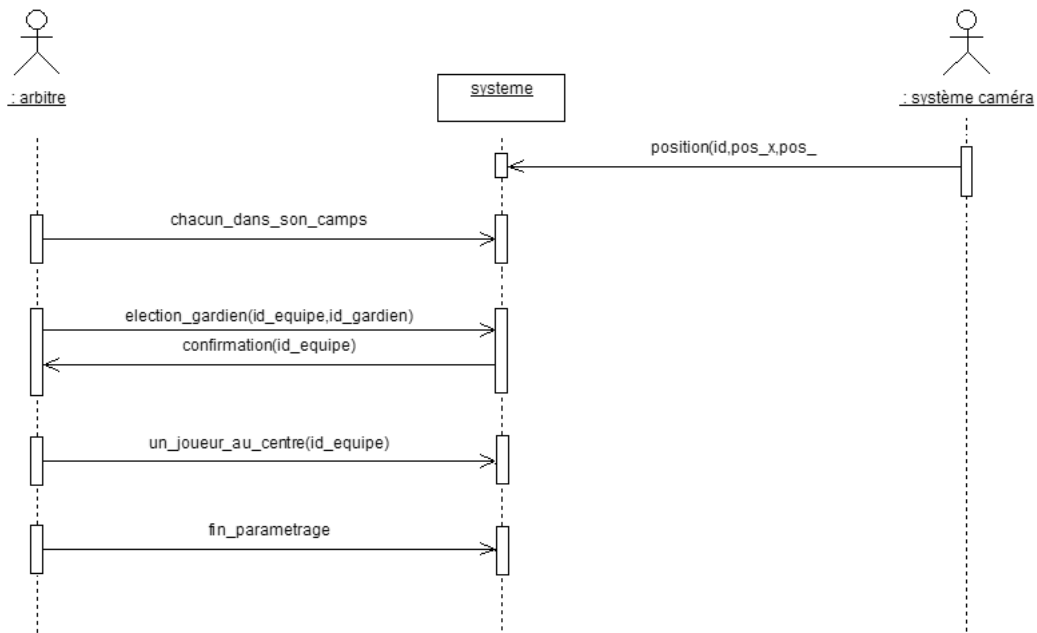 : arbitre
systeme
: système caméra
position(id,pos_x,pos_
chacun_dans_son_camps
election_gardien(id_equipe,id_gardien)
confirmation(id_equipe)
un_joueur_au_centre(id_equipe)
fin_parametrage